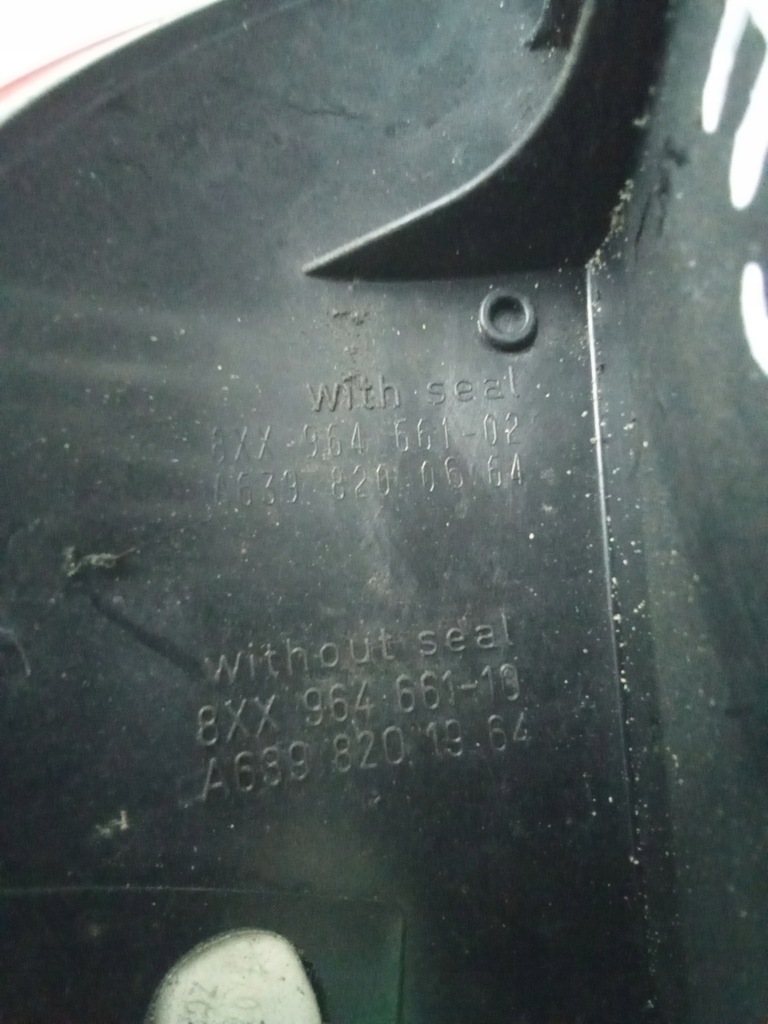 with seal
8XX 964 661-02
A639 820 06 64
without seal
8XX 964 661-10
A639 820 19 64